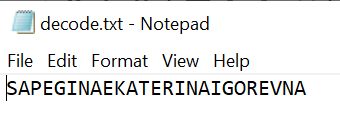 decode.txt - Notepad
File Edit Format View Help
SAPEGINAEKATERINAIGOREVNA